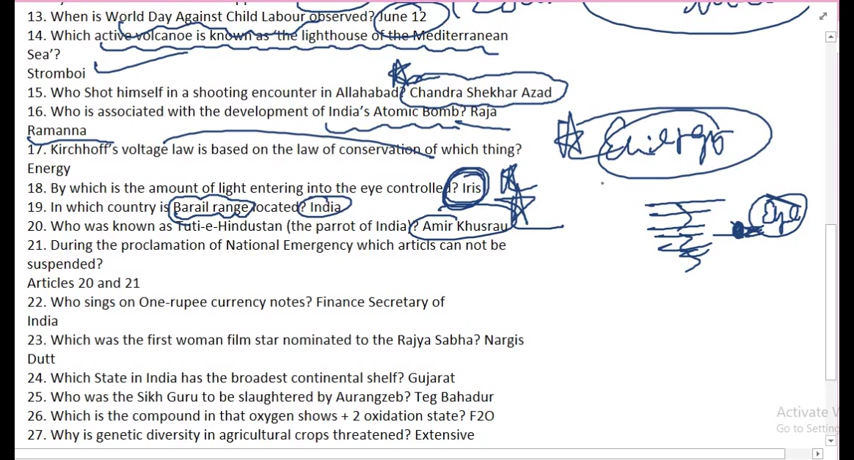 13. When is World Day Against Child Labour observed? June 12
14. Which active volcanoe is known as 'the lighthouse of the Mediterranean
Sea'?
Stromboi
15. Who Shot himself in a shooting encounter in Allahabad? Chandra Shekhar Azad
16. Who is associated with the development of India's Atomic Bomb? Raja
Ramanna
17. Kirchhoff's voltage law is based on the law of conservation of which thing?
Energy
Energy
18. By which is the amount of light entering into the eye controlled? Iris
19. In which country is Barail range located? India
Eye
20. Who was known as Tuti-e-Hindustan (the parrot of India)? Amir Khusrau
21. During the proclamation of National Emergency which articls can not be
suspended?
Articles 20 and 21
22. Who sings on One-rupee currency notes? Finance Secretary of
India
23. Which was the first woman film star nominated to the Rajya Sabha? Nargis
Dutt
24. Which State in India has the broadest continental shelf? Gujarat
25. Who was the Sikh Guru to be slaughtered by Aurangzeb? Teg Bahadur
26. Which is the compound in that oxygen shows + 2 oxidation state? F2O
27. Why is genetic diversity in agricultural crops threatened? Extensive
Activate
Go to Setting